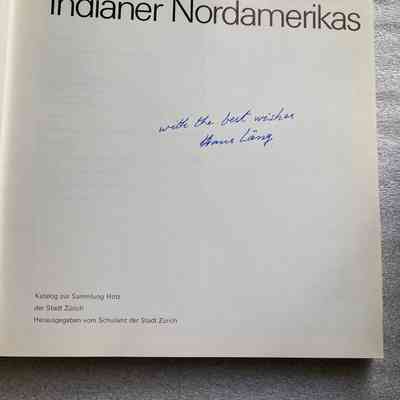 Indianer Nordamerikas
with the best wishes
Hans Läng
Katalog zur Sammlung Hotz
der Stadt Zürich
Herausgegeben vom Schulamt der Stadt Zürich